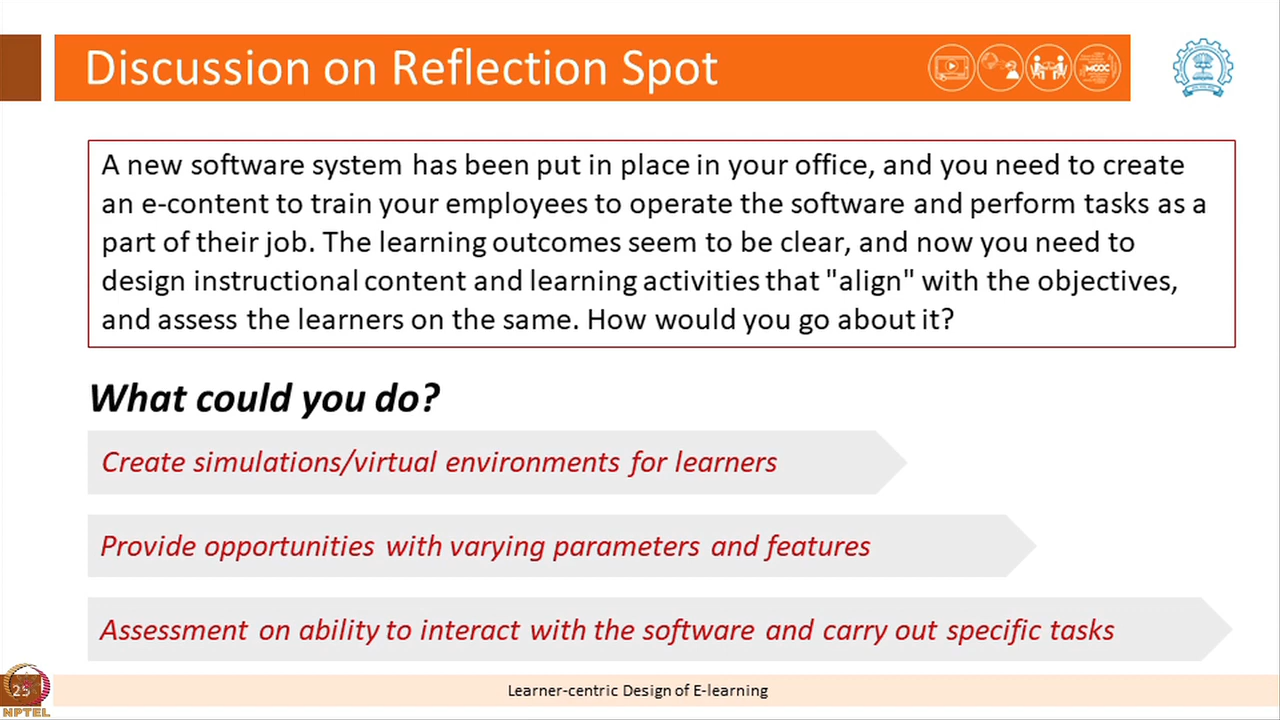 Discussion on Reflection Spot
MOOC
A new software system has been put in place in your office, and you need to create
an e-content to train your employees to operate the software and perform tasks as a
part of their job. The learning outcomes seem to be clear, and now you need to
design instructional content and learning activities that "align" with the objectives,
and assess the learners on the same. How would you go about it?
What could you do?
Create simulations/virtual environments for learners
Provide opportunities with varying parameters and features
Assessment on ability to interact with the software and carry out specific tasks
25
Learner-centric Design of E-learning
NPTEL